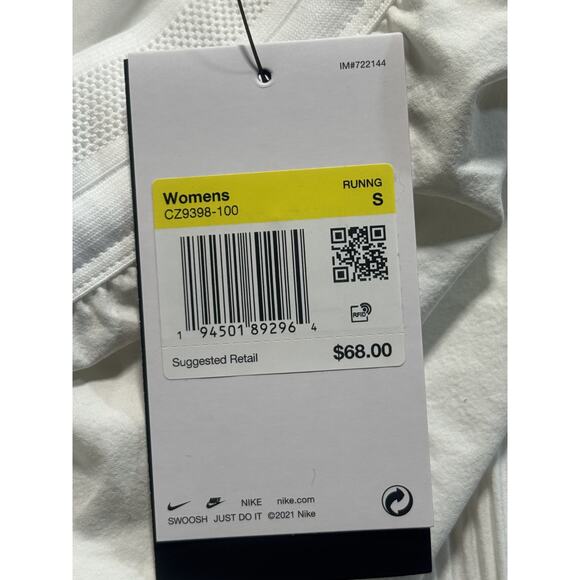 IM#722144
Womens RUNNG
CZ9398-100 S
1 94501 89296 4
RFID
Suggested Retail $68.00
NIKE nike.com
SWOOSH JUST DO IT ©2021 Nike